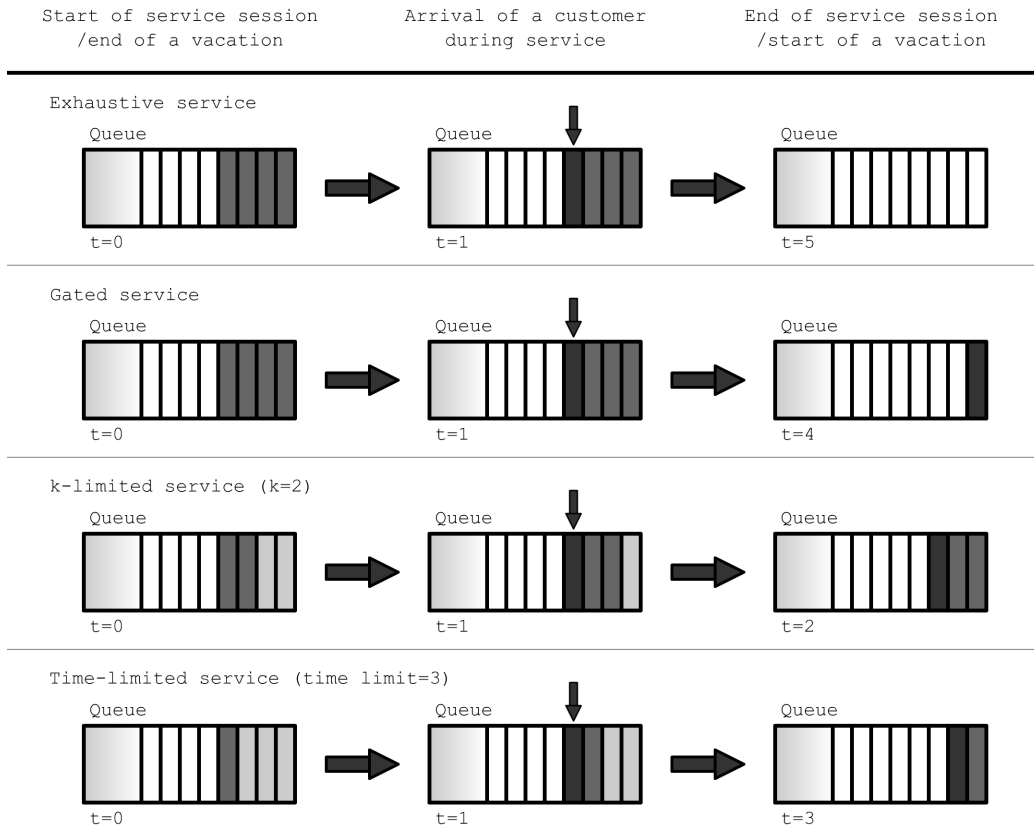 Start of service session
/end of a vacation
Arrival of a customer
during service
End of service session
/start of a vacation
Exhaustive service
Queue
Queue
Queue
t=0
t=1
t=5
Gated service
Queue
Queue
Queue
t=0
t=1
t=4
k-limited service (k=2)
Queue
Queue
Queue
t=0
t=1
t=2
Time-limited service (time limit=3)
Queue
Queue
Queue
t=0
t=1
t=3